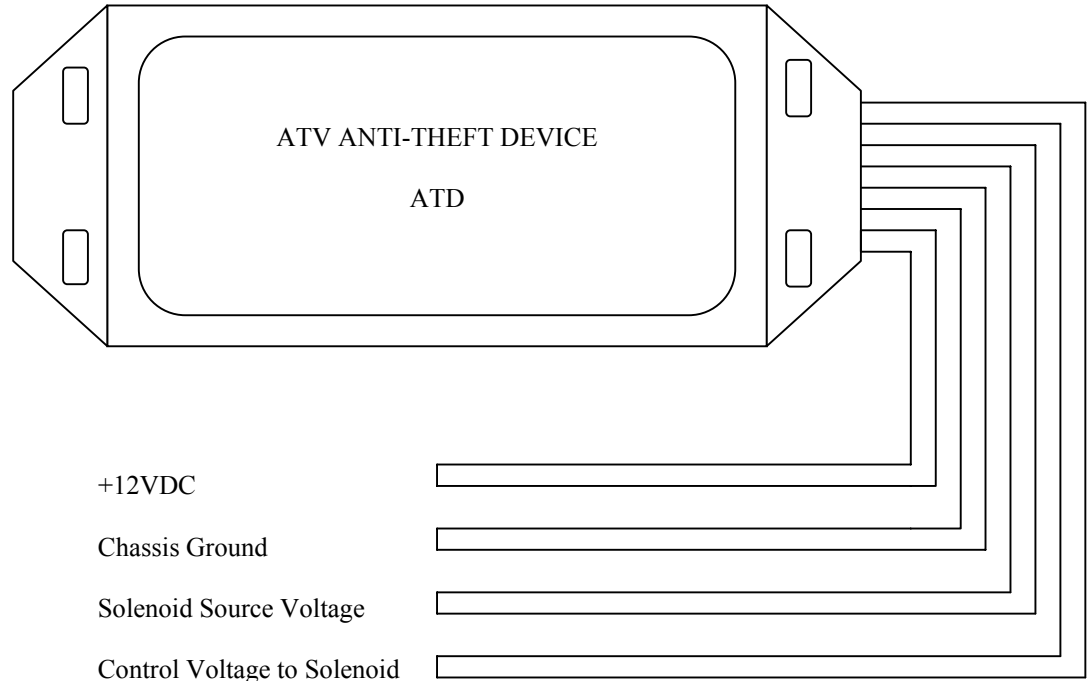 ATV ANTI-THEFT DEVICE
ATD
+12VDC
Chassis Ground
Solenoid Source Voltage
Control Voltage to Solenoid